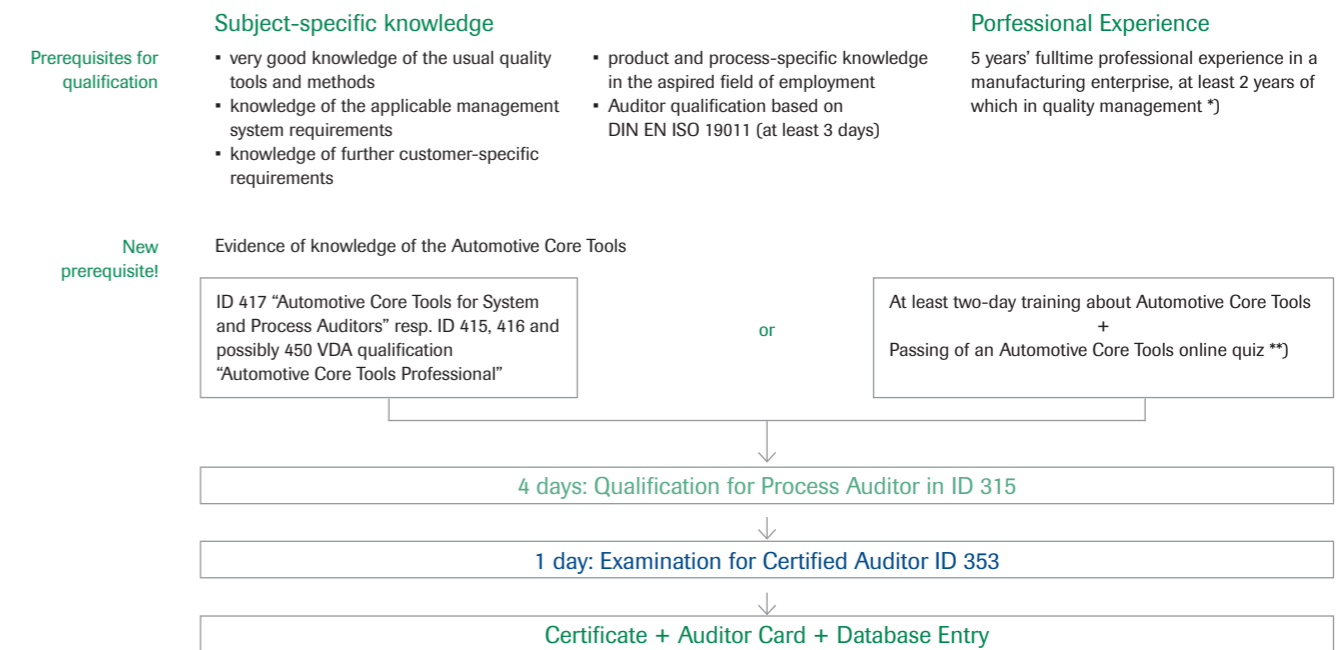 Subject-specific knowledge
Porfessional Experience
Prerequisites for
qualification
▪ very good knowledge of the usual quality
tools and methods
▪ knowledge of the applicable management
system requirements
▪ knowledge of further customer-specific
requirements
▪ product and process-specific knowledge
in the aspired field of employment
▪ Auditor qualification based on
DIN EN ISO 19011 (at least 3 days)
5 years' fulltime professional experience in a
manufacturing enterprise, at least 2 years of
which in quality management *)
New
prerequisite!
Evidence of knowledge of the Automotive Core Tools
ID 417 “Automotive Core Tools for System
and Process Auditors” resp. ID 415, 416 and
possibly 450 VDA qualification
“Automotive Core Tools Professional”
or
At least two-day training about Automotive Core Tools
+
Passing of an Automotive Core Tools online quiz **)
4 days: Qualification for Process Auditor in ID 315
1 day: Examination for Certified Auditor ID 353
Certificate + Auditor Card + Database Entry